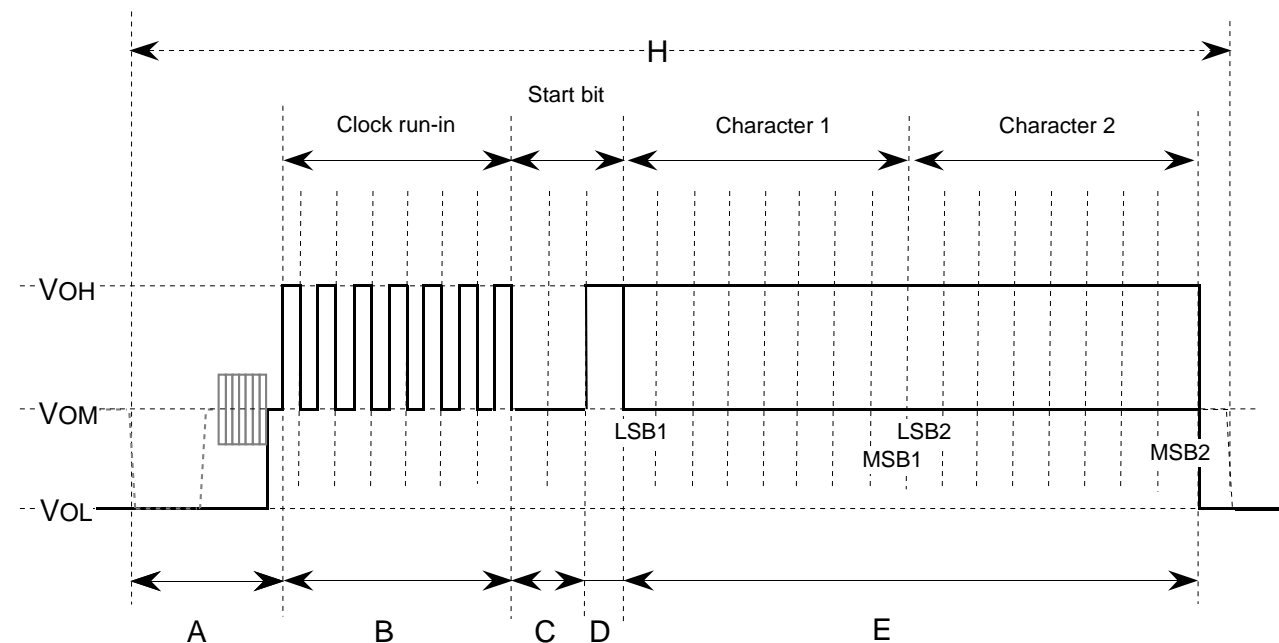 H
Start bit
Clock run-in
Character 1
Character 2
VOH
VOM
LSB1
LSB2
MSB1
MSB2
VOL
A
B
C
D
E